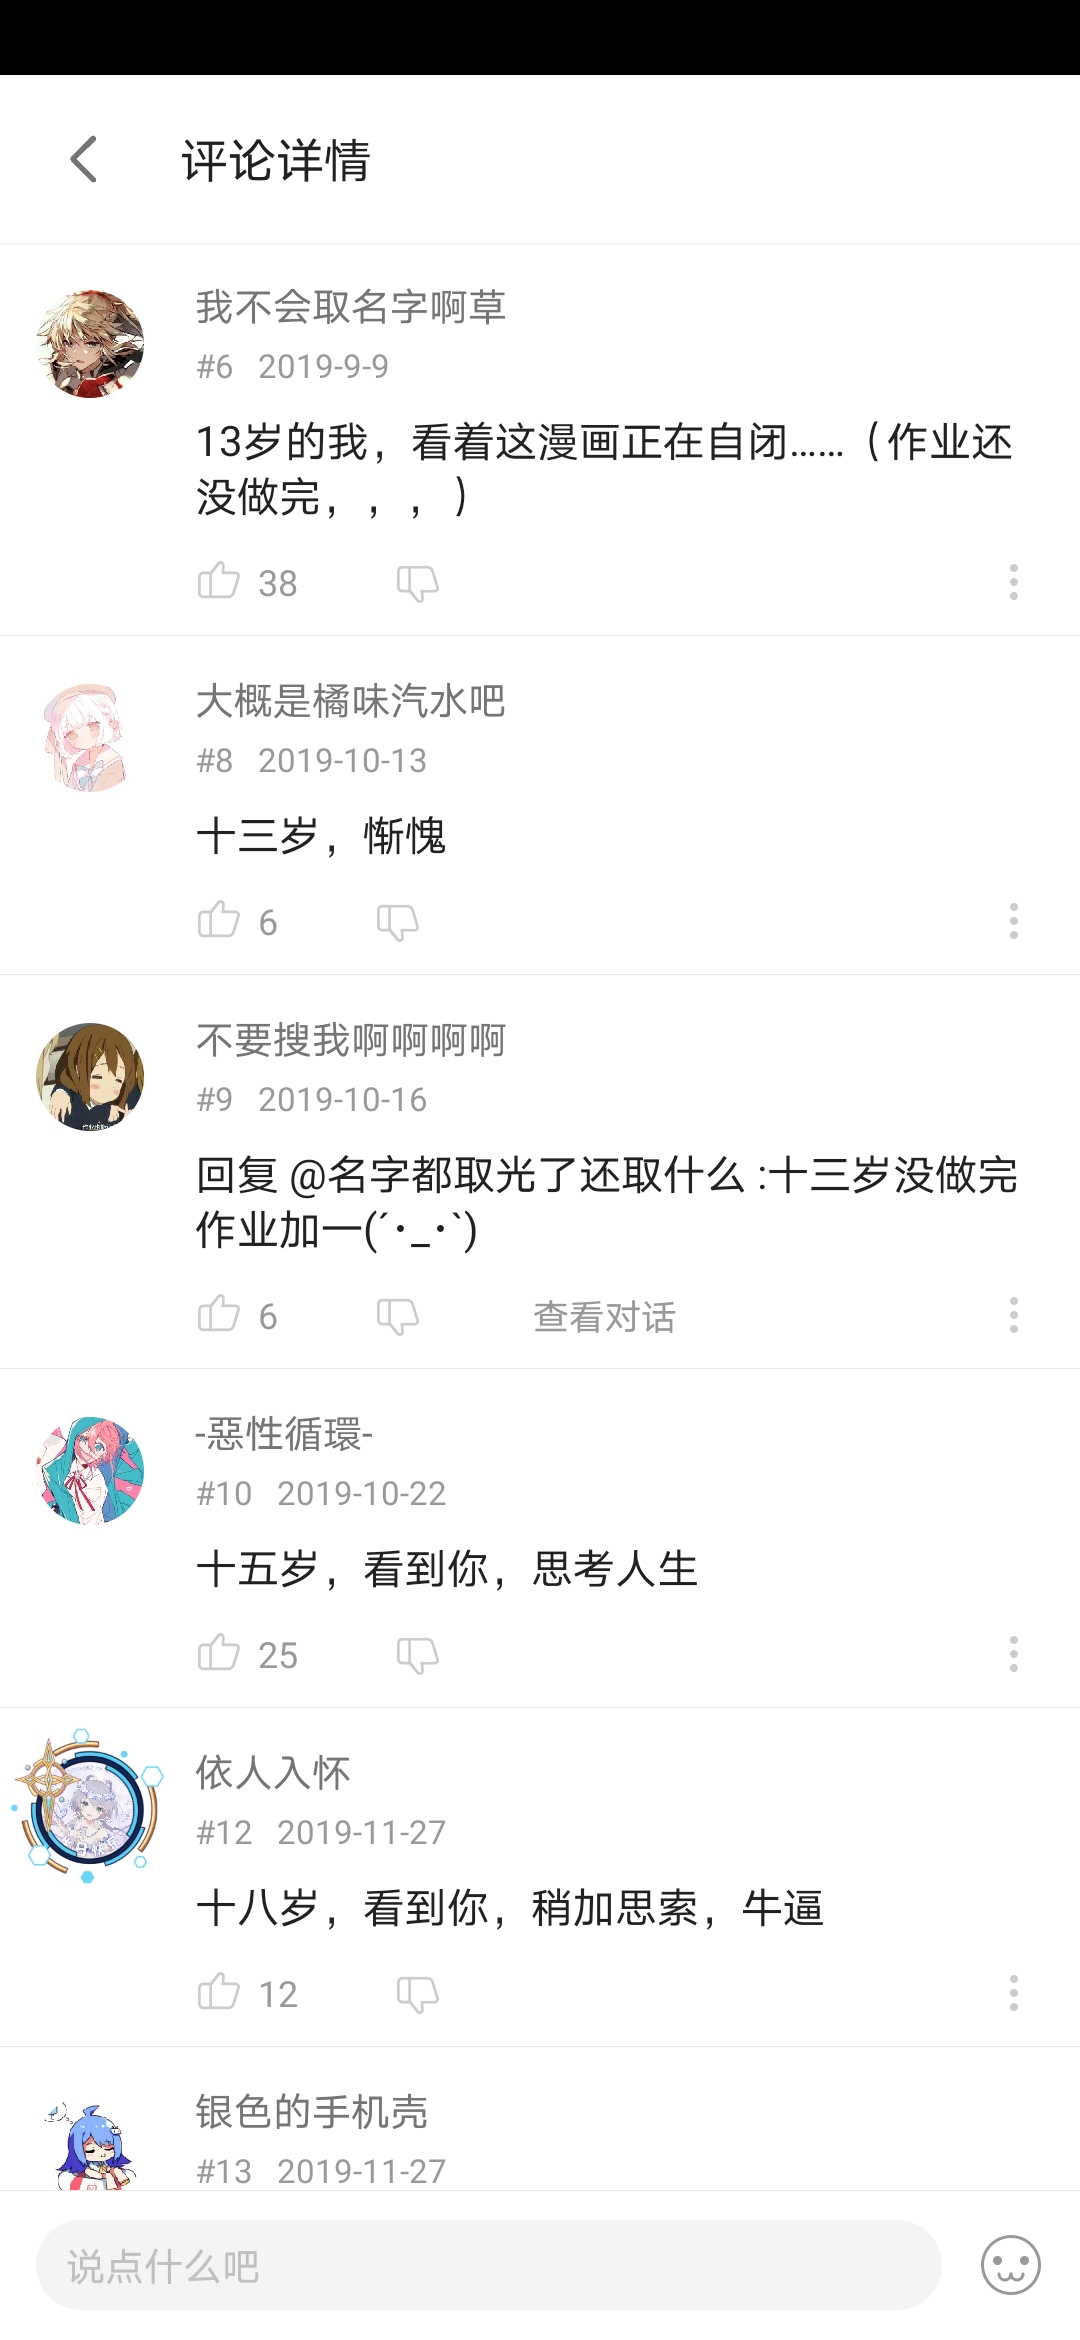 评论详情
我不会取名字啊草
#6 2019-9-9
13岁的我，看着这漫画正在自闭……（作业还
没做完，，，）
38
大概是橘味汽水吧
#8 2019-10-13
十三岁，惭愧
6
不要搜我啊啊啊啊
#9 2019-10-16
回复 @名字都取光了还取什么 :十三岁没做完
作业加一(´･_･`)
6 查看对话
-惡性循環-
#10 2019-10-22
十五岁，看到你，思考人生
25
依人入怀
#12 2019-11-27
十八岁，看到你，稍加思索，牛逼
12
银色的手机壳
#13 2019-11-27
说点什么吧